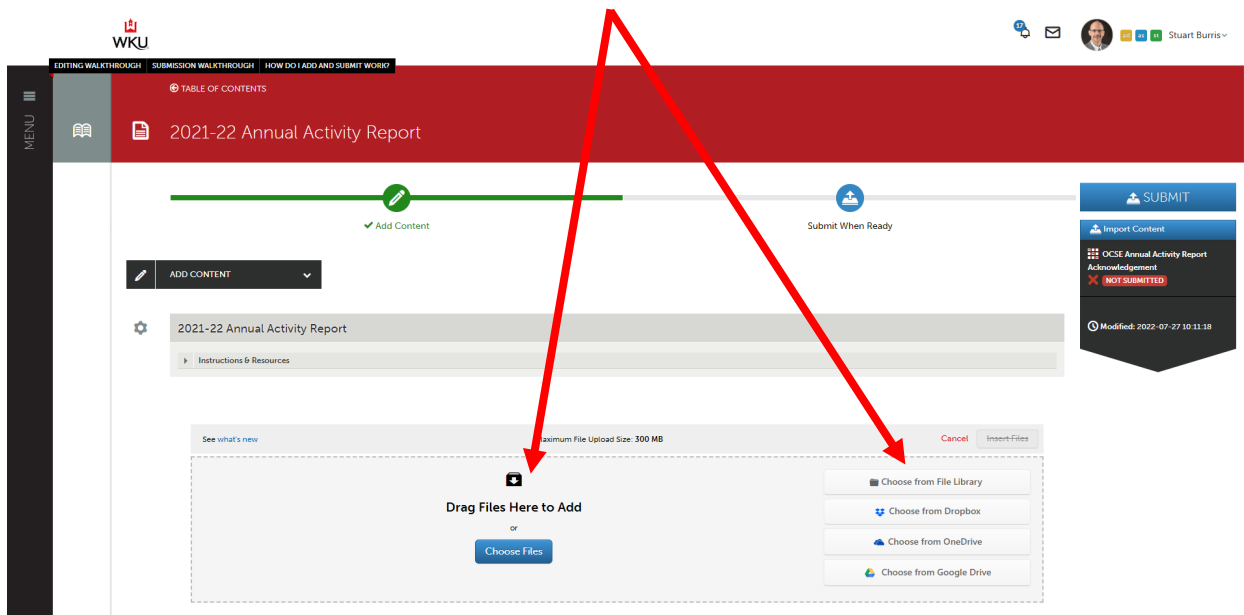 WKU
17
ad as st Stuart Burris
EDITING WALKTHROUGH SUBMISSION WALKTHROUGH HOW DO I ADD AND SUBMIT WORK?
MENU
TABLE OF CONTENTS
2021-22 Annual Activity Report
Add Content
Submit When Ready
SUBMIT
Import Content
OCSE Annual Activity Report
Acknowledgement
NOT SUBMITTED
Modified: 2022-07-27 10:11:18
ADD CONTENT
2021-22 Annual Activity Report
Instructions & Resources
See what's new
Maximum File Upload Size: 300 MB
Cancel Insert Files
Drag Files Here to Add
or
Choose Files
Choose from File Library
Choose from Dropbox
Choose from OneDrive
Choose from Google Drive